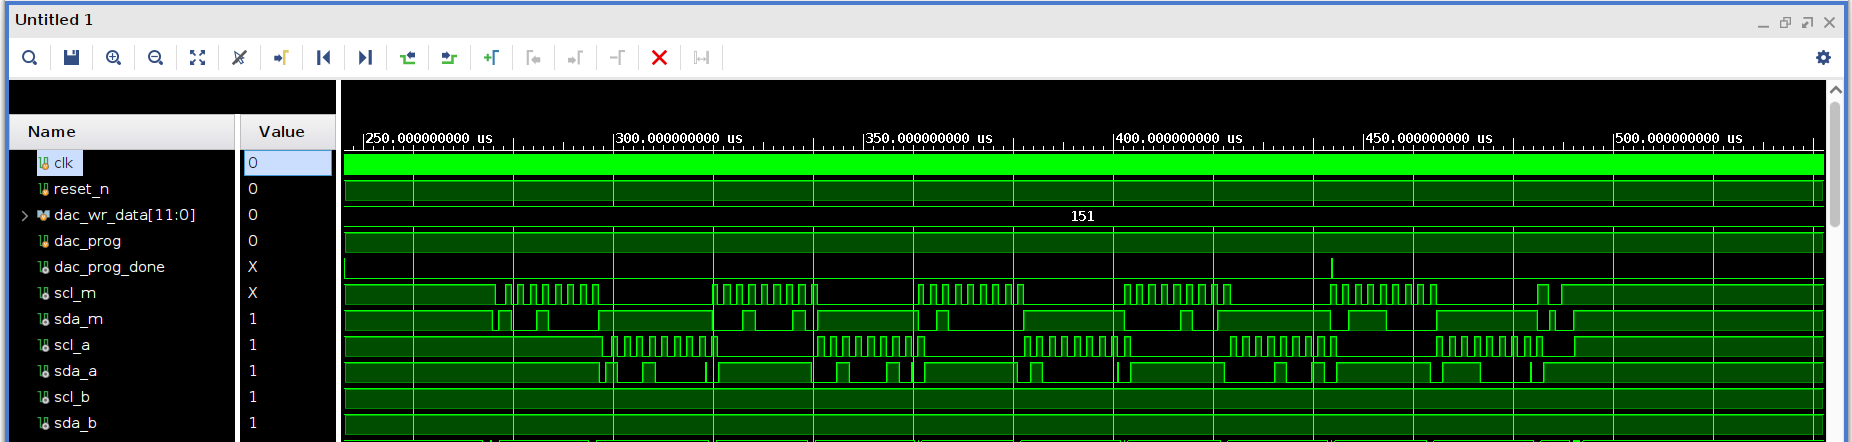 Untitled 1
Name Value
250.000000000 us 300.000000000 us 350.000000000 us 400.000000000 us 450.000000000 us 500.000000000 us
clk 0
reset_n 0
dac_wr_data[11:0] 0 151
dac_prog 0
dac_prog_done X
scl_m X
sda_m 1
scl_a 1
sda_a 1
scl_b 1
sda_b 1